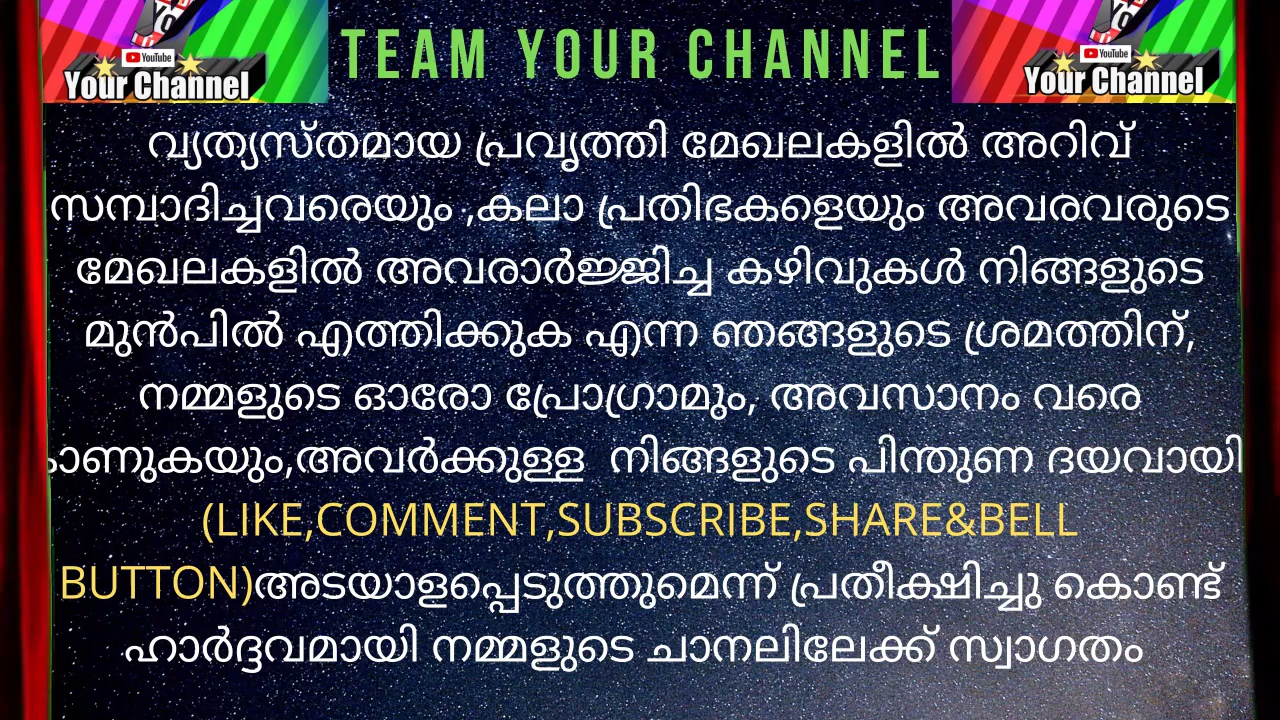 YouTube
Your Channel
TEAM YOUR CHANNEL
YouTube
Your Channel
വ്യത്യസ്തമായ പ്രവൃത്തി മേഖലകളിൽ അറിവ്
സമ്പാദിച്ചവരെയും ,കലാ പ്രതിഭകളെയും അവരവരുടെ
മേഖലകളിൽ അവരാർജ്ജിച്ച കഴിവുകൾ നിങ്ങളുടെ
മുൻപിൽ എത്തിക്കുക എന്ന ഞങ്ങളുടെ ശ്രമത്തിന്,
നമ്മളുടെ ഓരോ പ്രോഗ്രാമും, അവസാനം വരെ
കാണുകയും,അവർക്കുള്ള നിങ്ങളുടെ പിന്തുണ ദയവായി
(LIKE,COMMENT,SUBSCRIBE,SHARE&BELL
BUTTON)അടയാളപ്പെടുത്തുമെന്ന് പ്രതീക്ഷിച്ചു കൊണ്ട്
ഹാർദ്ദവമായി നമ്മളുടെ ചാനലിലേക്ക് സ്വാഗതം